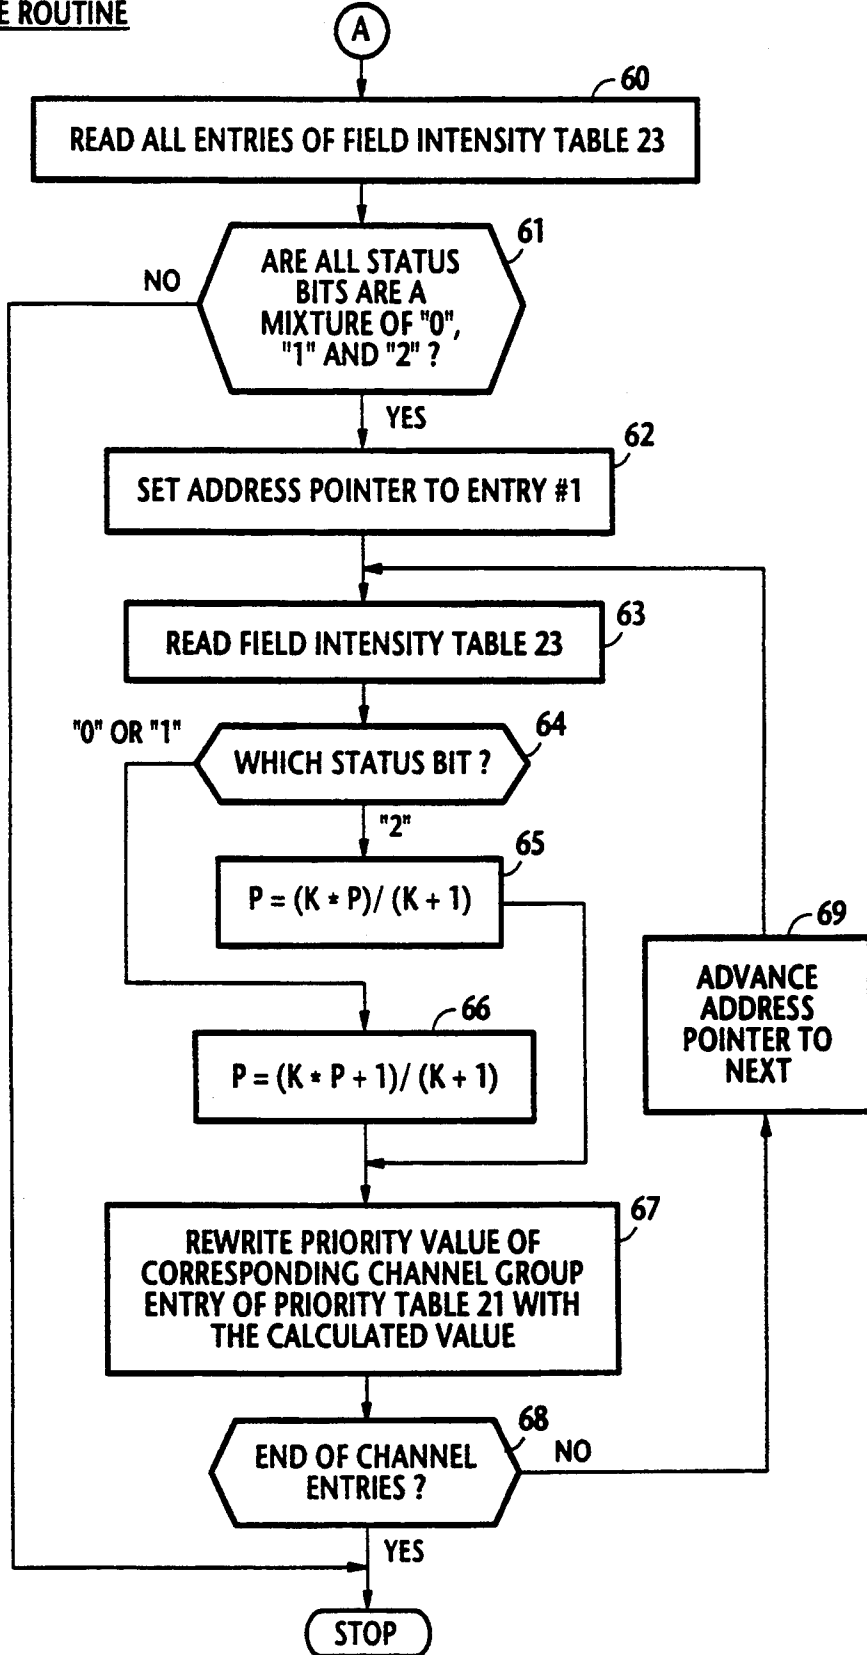 E ROUTINE
A
60
READ ALL ENTRIES OF FIELD INTENSITY TABLE 23
61
ARE ALL STATUS
BITS ARE A
MIXTURE OF "0",
"1" AND "2" ?
NO
YES
62
SET ADDRESS POINTER TO ENTRY #1
63
READ FIELD INTENSITY TABLE 23
64
"0" OR "1"
WHICH STATUS BIT ?
"2"
65
P = (K * P)/ (K + 1)
66
P = (K * P + 1)/ (K + 1)
69
ADVANCE
ADDRESS
POINTER TO
NEXT
67
REWRITE PRIORITY VALUE OF
CORRESPONDING CHANNEL GROUP
ENTRY OF PRIORITY TABLE 21 WITH
THE CALCULATED VALUE
68
END OF CHANNEL
ENTRIES ?
NO
YES
STOP